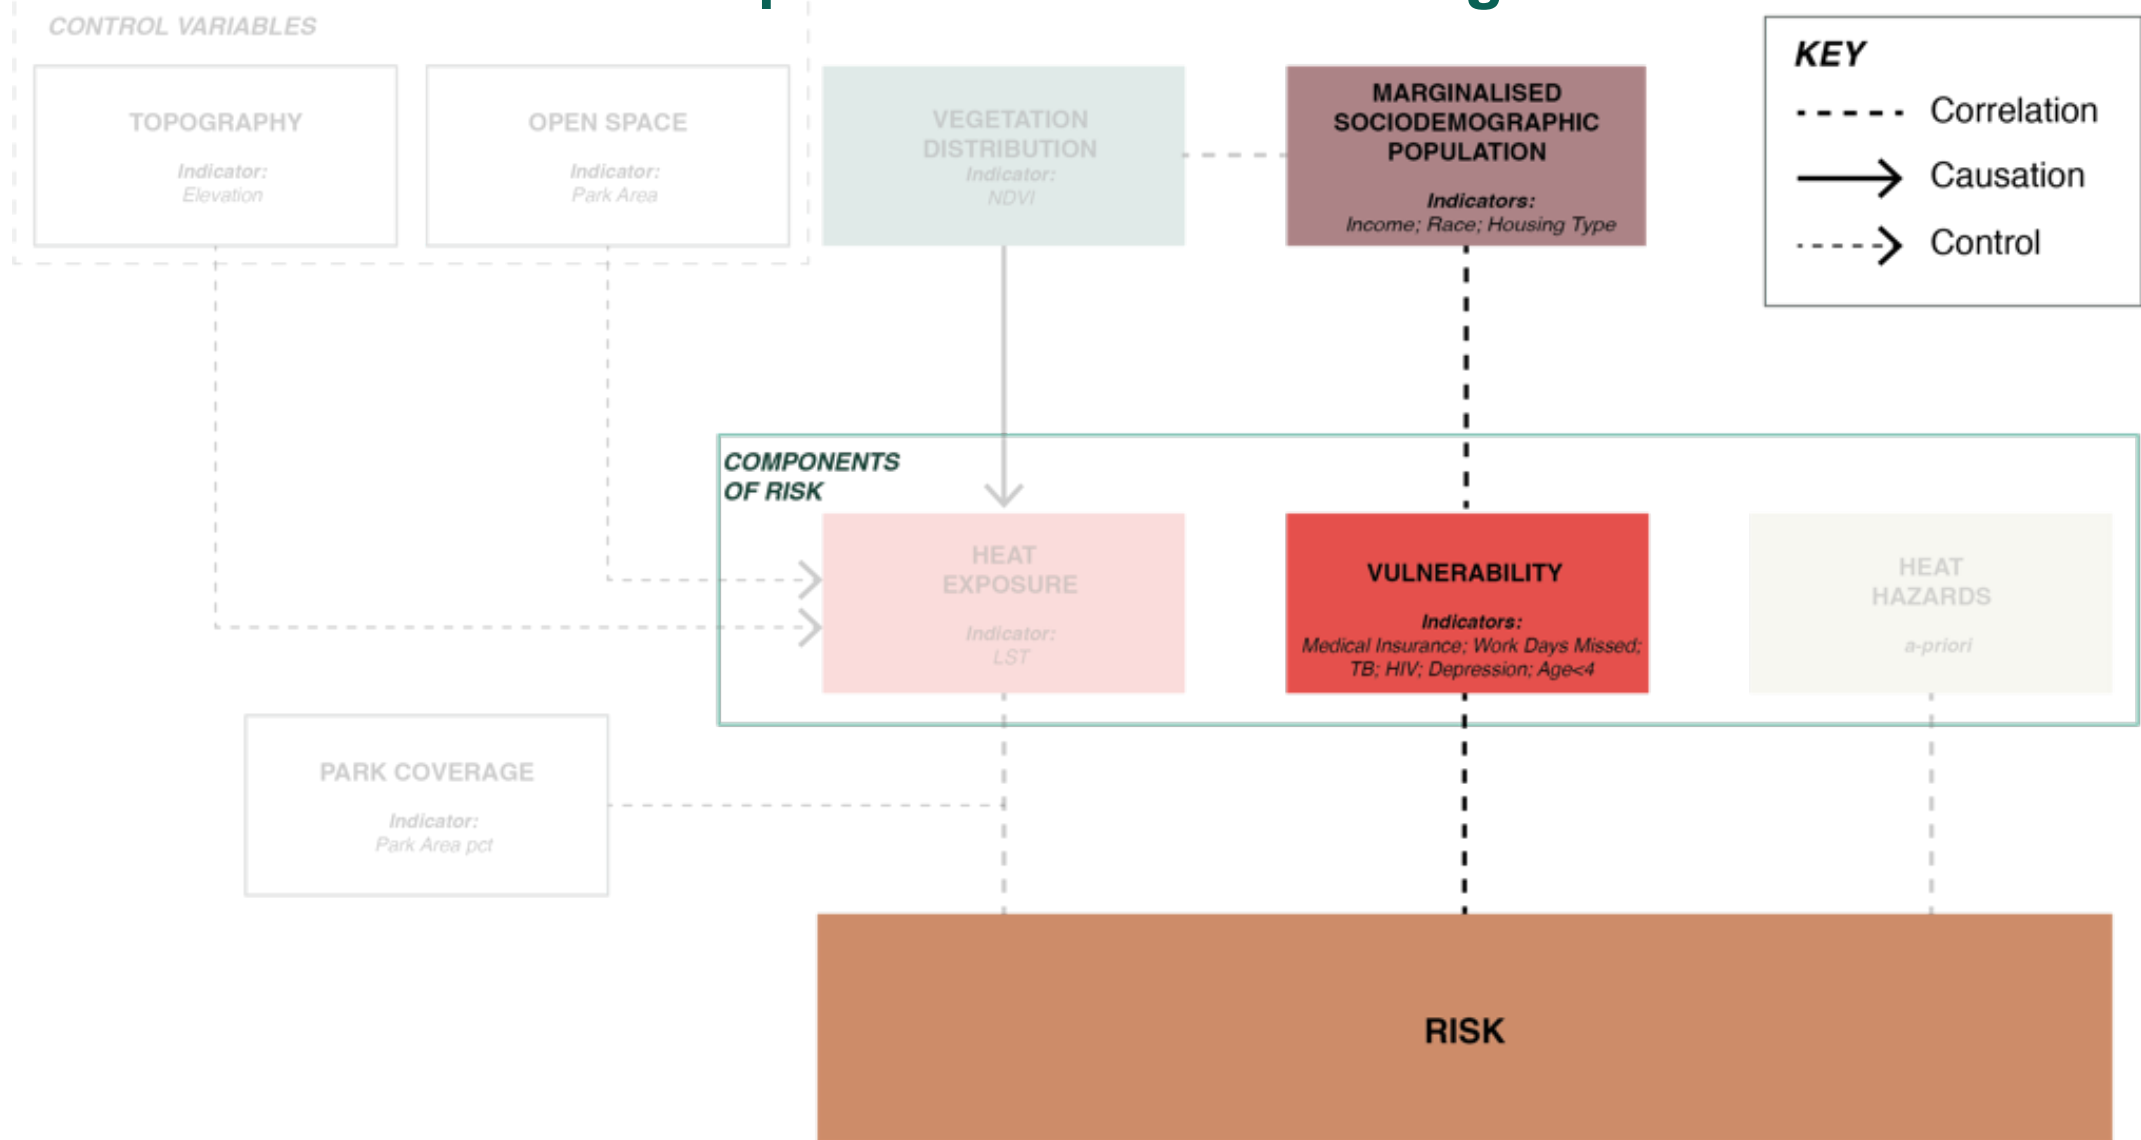 CONTROL VARIABLES
TOPOGRAPHY
Indicator:
Elevation
OPEN SPACE
Indicator:
Park Area
VEGETATION
DISTRIBUTION
Indicator:
NDVI
MARGINALISED
SOCIODEMOGRAPHIC
POPULATION
Indicators:
Income; Race; Housing Type
KEY
Correlation
Causation
Control
COMPONENTS
OF RISK
HEAT
EXPOSURE
Indicator:
LST
VULNERABILITY
Indicators:
Medical Insurance; Work Days Missed;
TB; HIV; Depression; Age<4
HEAT
HAZARDS
a-priori
PARK COVERAGE
Indicator:
Park Area pct
RISK